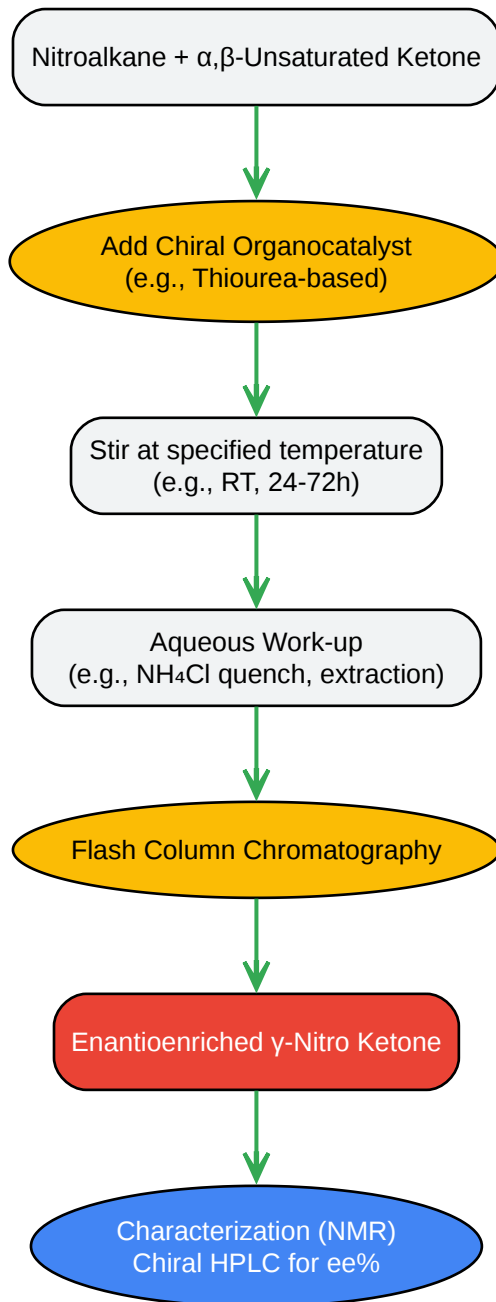 Nitroalkane + α,β-Unsaturated Ketone
Add Chiral Organocatalyst
(e.g., Thiourea-based)
Stir at specified temperature
(e.g., RT, 24-72h)
Aqueous Work-up
(e.g., NH₄Cl quench, extraction)
Flash Column Chromatography
Enantioenriched γ-Nitro Ketone
Characterization (NMR)
Chiral HPLC for ee%